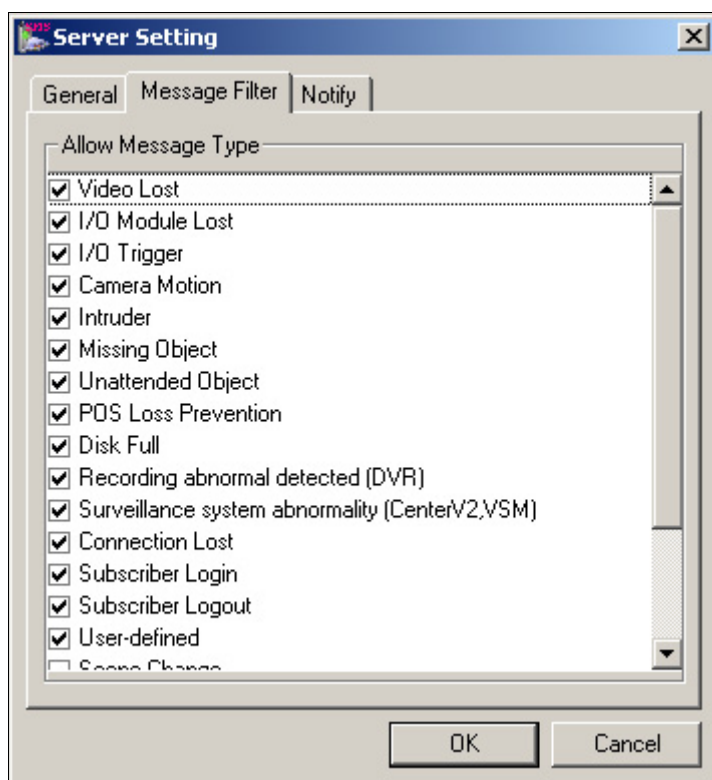 Server Setting
General Message Filter Notify
Allow Message Type
Video Lost
I/O Module Lost
I/O Trigger
Camera Motion
Intruder
Missing Object
Unattended Object
POS Loss Prevention
Disk Full
Recording abnormal detected (DVR)
Surveillance system abnormality (CenterV2,VSM)
Connection Lost
Subscriber Login
Subscriber Logout
User-defined
Scene Change
OK Cancel